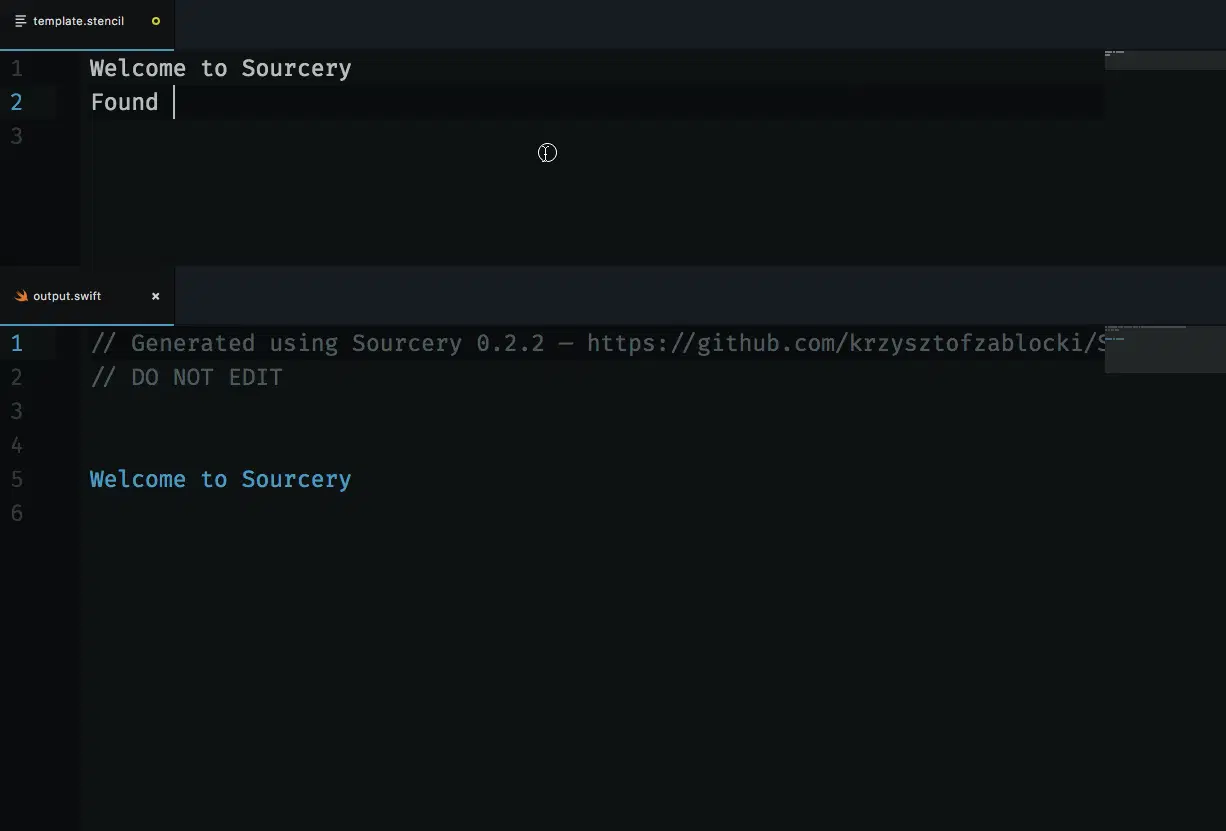 template.stencil
1 Welcome to Sourcery
2 Found
3
output.swift
1 // Generated using Sourcery 0.2.2 — https://github.com/krzysztofzablocki/S
2 // DO NOT EDIT
3
4
5 Welcome to Sourcery
6